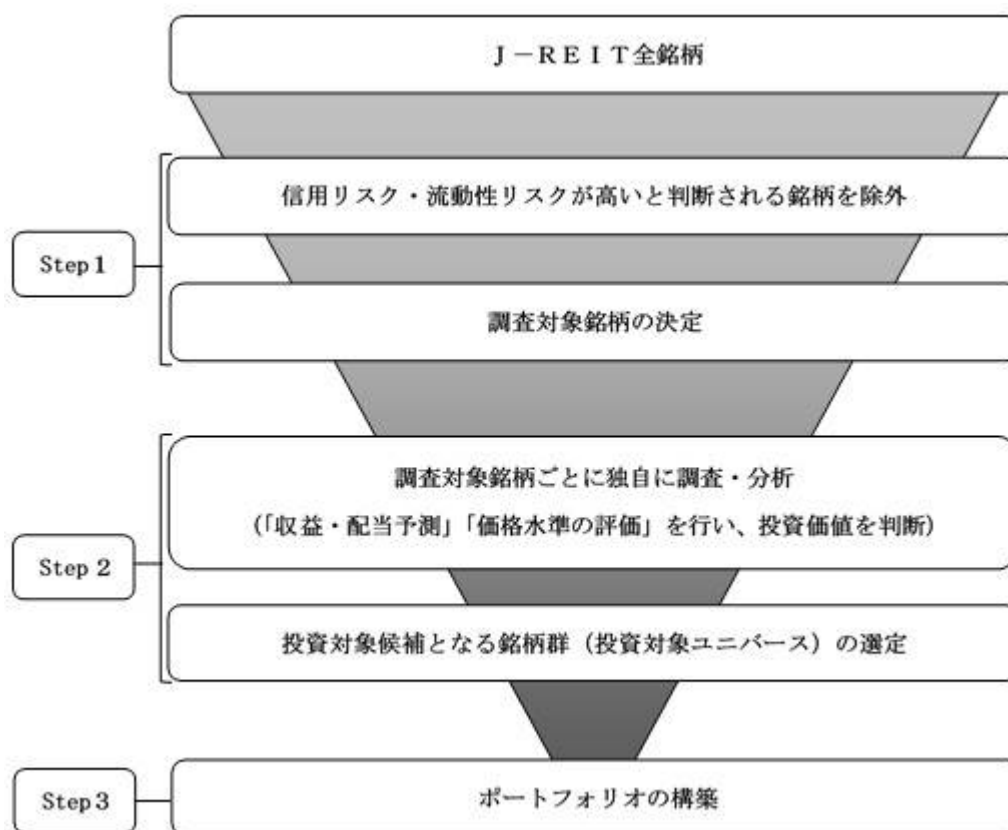 J－REIT全銘柄
信用リスク・流動性リスクが高いと判断される銘柄を除外
Step1
調査対象銘柄の決定
調査対象銘柄ごとに独自に調査・分析
（「収益・配当予測」「価格水準の評価」を行い、投資価値を判断）
Step2
投資対象候補となる銘柄群（投資対象ユニバース）の選定
Step3
ポートフォリオの構築